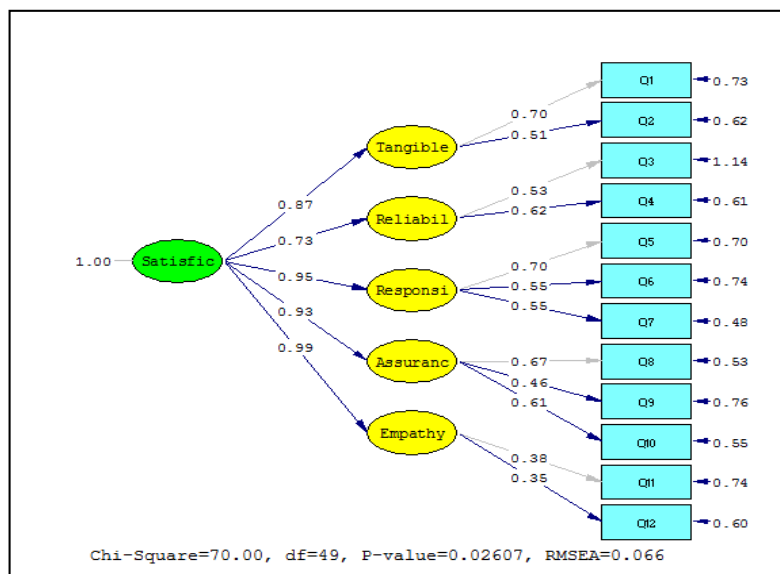 Q1
0.73
0.70
Q2
0.62
Tangible
0.51
Q3
1.14
0.87
0.53
Q4
0.61
Reliabil
0.62
0.73
Q5
0.70
1.00
Satisfic
0.70
0.95
Responsi
0.55
Q6
0.74
0.55
Q7
0.48
0.93
0.67
Q8
0.53
0.99
Assuranc
0.46
Q9
0.76
0.61
Q10
0.55
Empathy
0.38
Q11
0.74
0.35
Q12
0.60
Chi-Square=70.00, df=49, P-value=0.02607, RMSEA=0.066